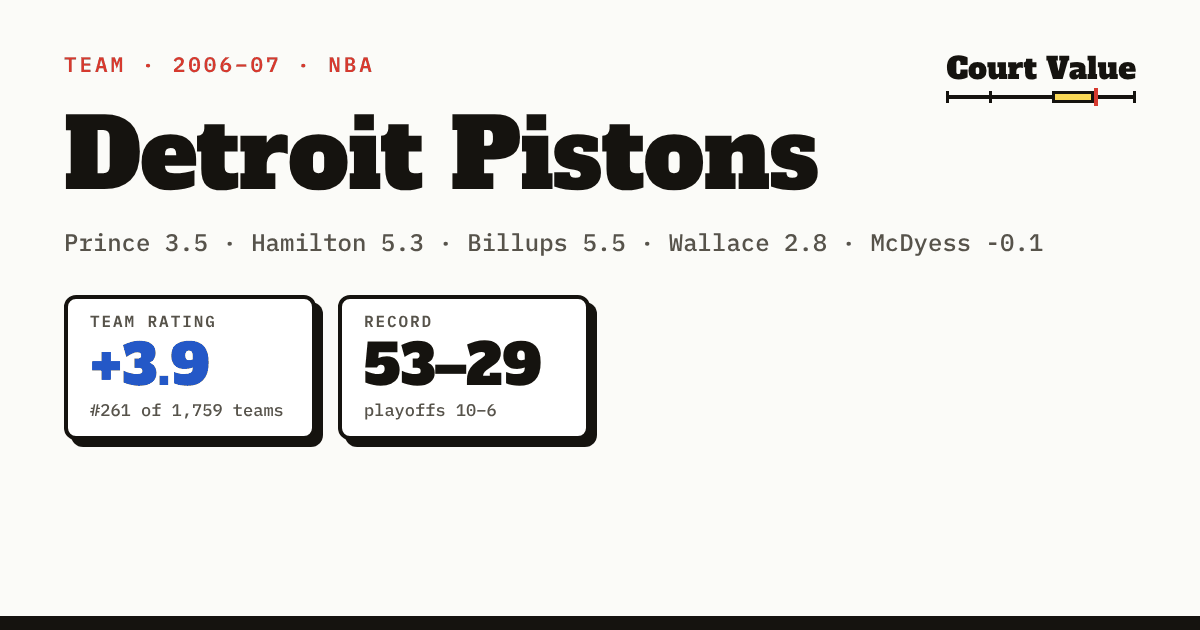 TEAM · 2006–07 · NBA
Court Value
Detroit Pistons
Prince 3.5 · Hamilton 5.3 · Billups 5.5 · Wallace 2.8 · McDyess -0.1
TEAM RATING
+3.9
#261 of 1,759 teams
RECORD
53–29
playoffs 10–6